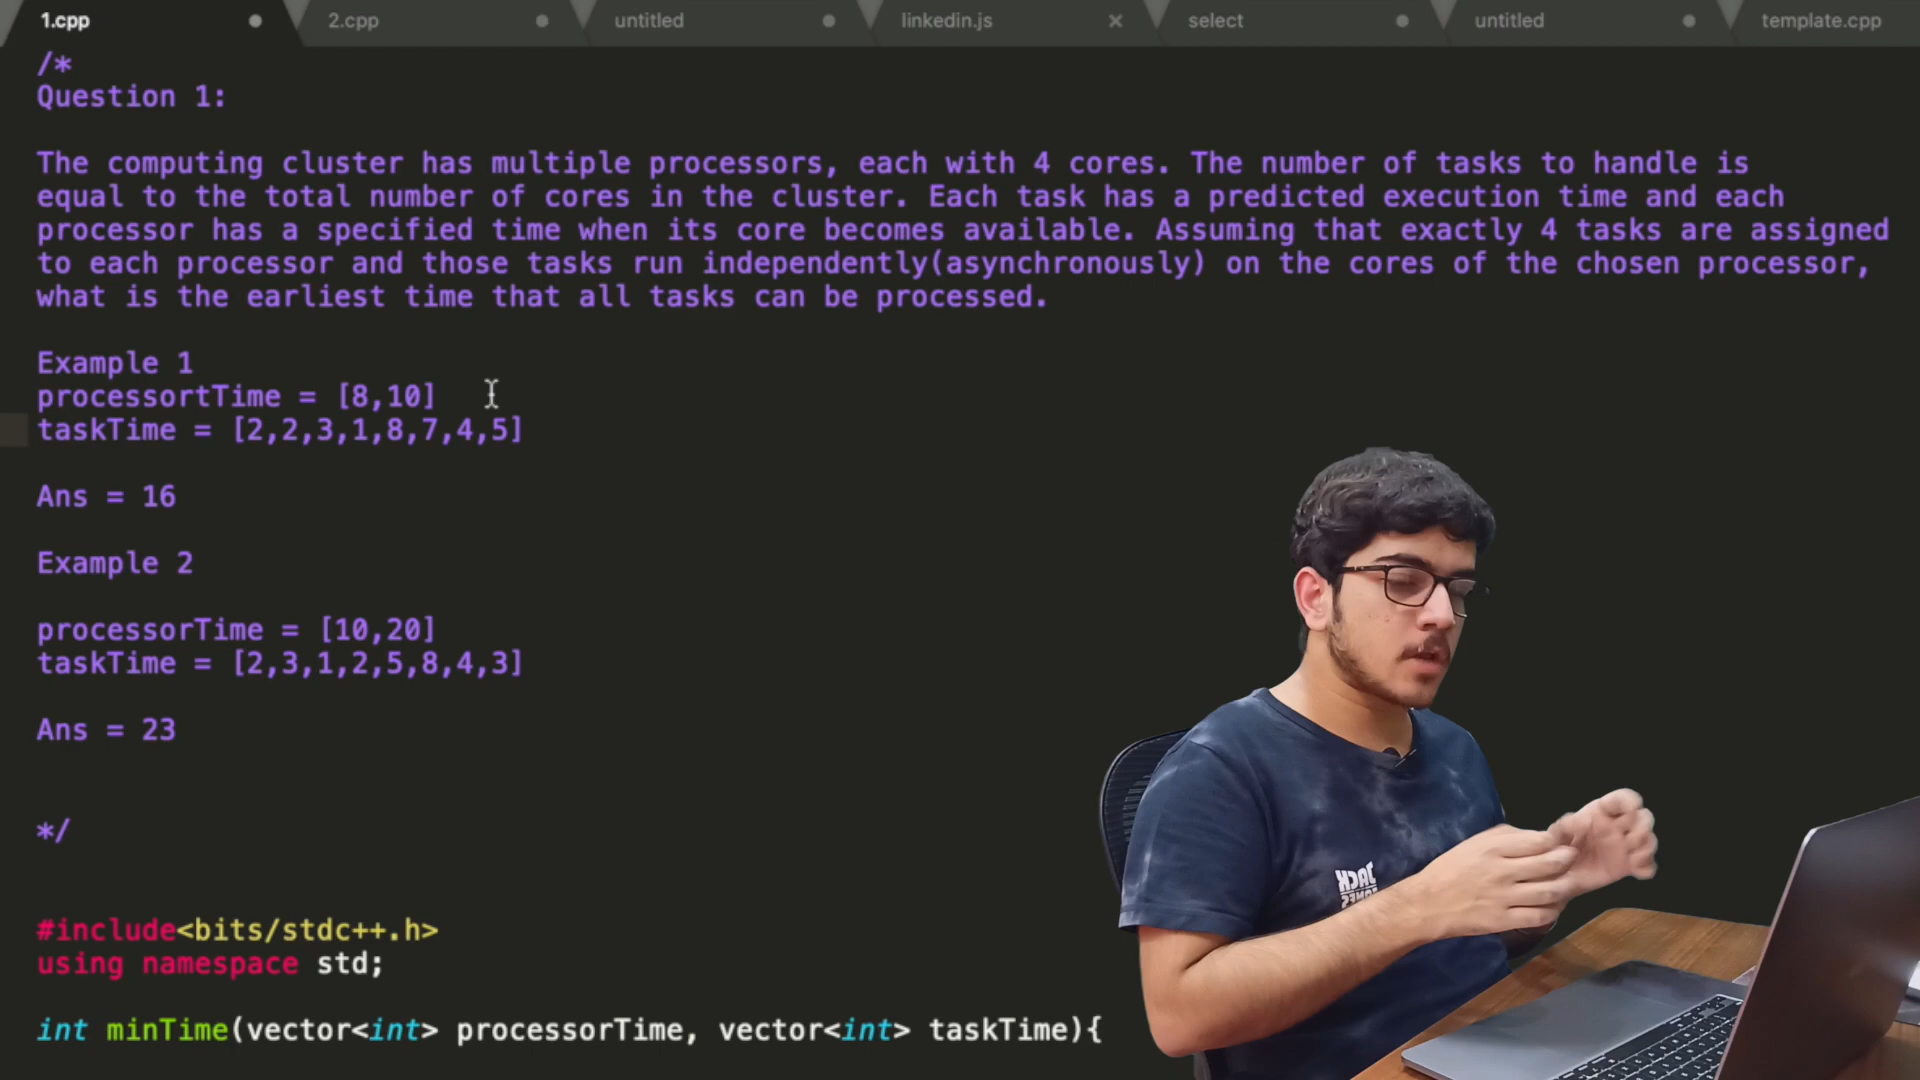 1.cpp
2.cpp
untitled
linkedin.js
select
untitled
template.cpp
/*
Question 1:
The computing cluster has multiple processors, each with 4 cores. The number of tasks to handle is
equal to the total number of cores in the cluster. Each task has a predicted execution time and each
processor has a specified time when its core becomes available. Assuming that exactly 4 tasks are assigned
to each processor and those tasks run independently(asynchronously) on the cores of the chosen processor,
what is the earliest time that all tasks can be processed.
Example 1
processortTime = [8,10]
taskTime = [2,2,3,1,8,7,4,5]
Ans = 16
Example 2
processorTime = [10,20]
taskTime = [2,3,1,2,5,8,4,3]
Ans = 23
*/
#include<bits/stdc++.h>
using namespace std;
int minTime(vector<int> processorTime, vector<int> taskTime){
JACK
JONES